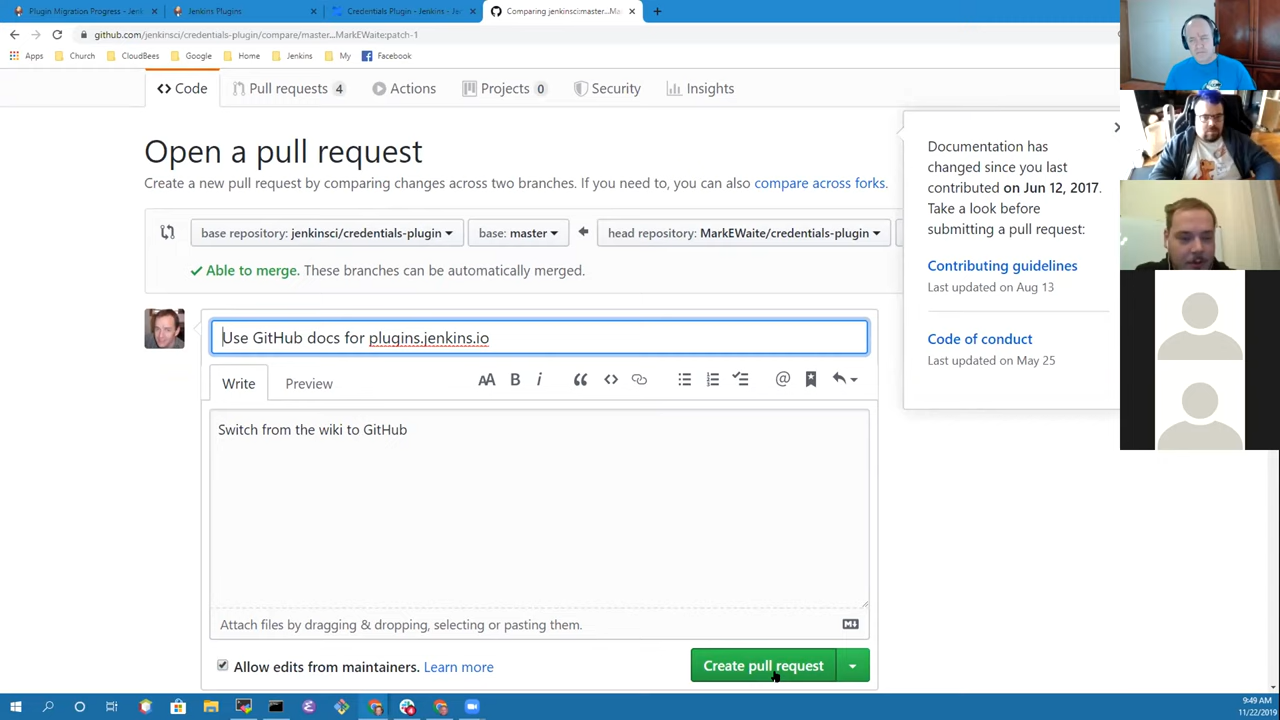 Plugin Migration Progress - Jenk
Jenkins Plugins
Credentials Plugin - Jenkins - Jen
Comparing jenkinsci:master...Ma
github.com/jenkinsci/credentials-plugin/compare/master...MarkEWaite:patch-1
Apps
Church
CloudBees
Google
Home
Jenkins
My
Facebook
Code
Pull requests 4
Actions
Projects 0
Security
Insights
Open a pull request
Create a new pull request by comparing changes across two branches. If you need to, you can also compare across forks.
base repository: jenkinsci/credentials-plugin
base: master
head repository: MarkEWaite/credentials-plugin
Able to merge. These branches can be automatically merged.
Use GitHub docs for plugins.jenkins.io
Write
Preview
AA B i
Switch from the wiki to GitHub
Attach files by dragging & dropping, selecting or pasting them.
Allow edits from maintainers. Learn more
Create pull request
Documentation has
changed since you last
contributed on Jun 12, 2017.
Take a look before
submitting a pull request:
Contributing guidelines
Last updated on Aug 13
Code of conduct
Last updated on May 25
9:49 AM
11/22/2019